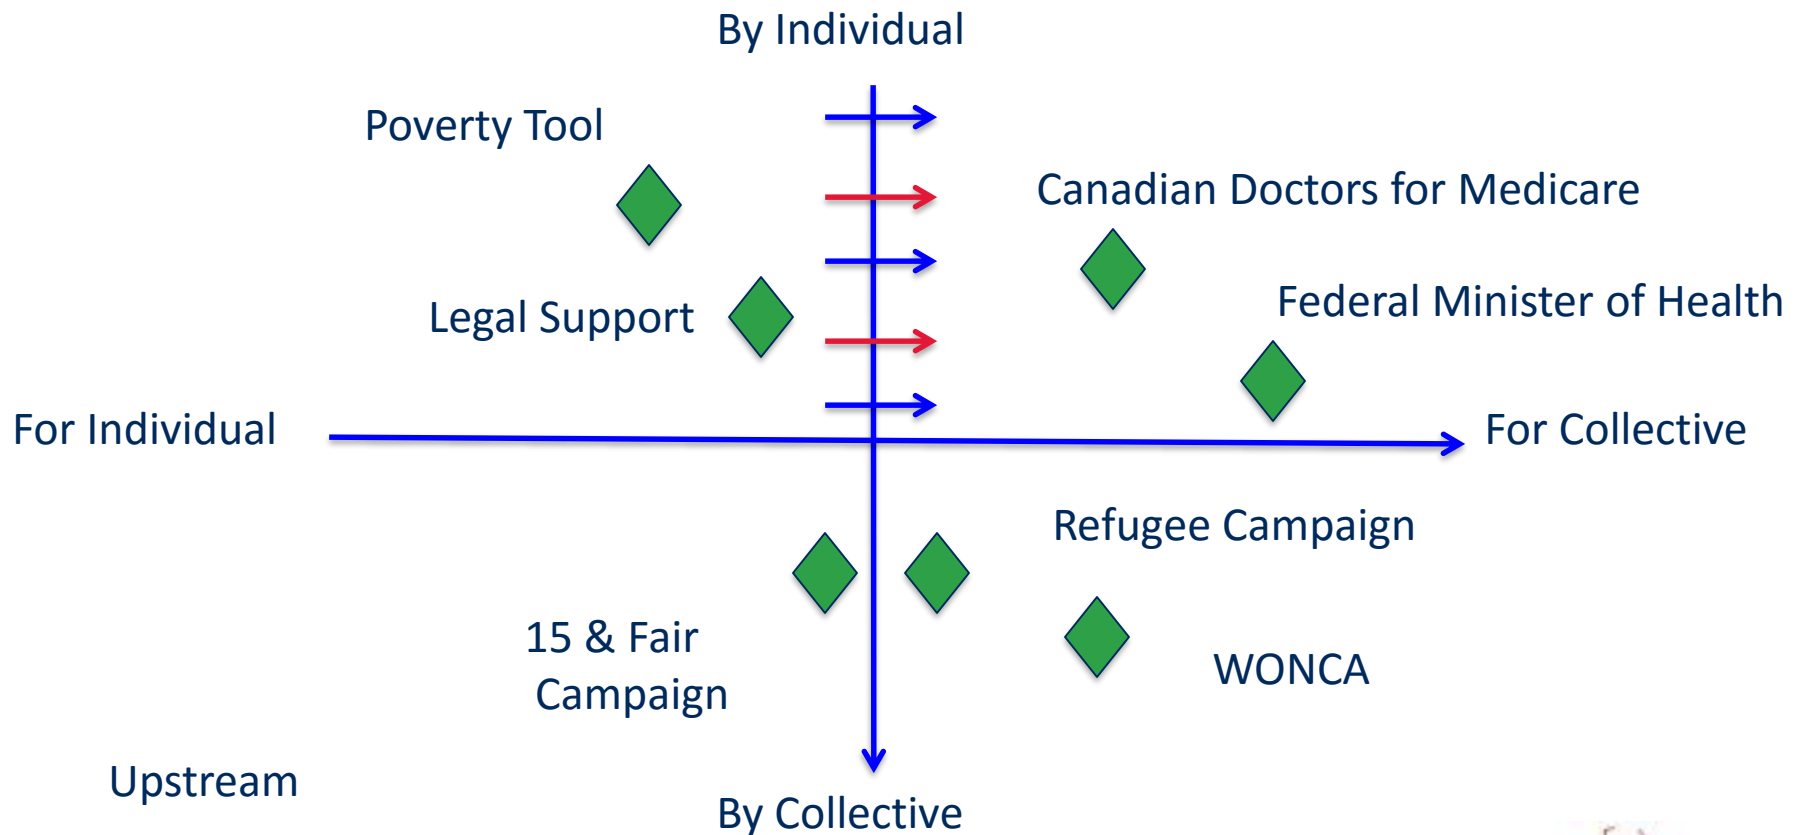 By Individual
Poverty Tool
Canadian Doctors for Medicare
Federal Minister of Health
Legal Support
For Individual
For Collective
Refugee Campaign
15 & Fair
Campaign
WONCA
Upstream
By Collective